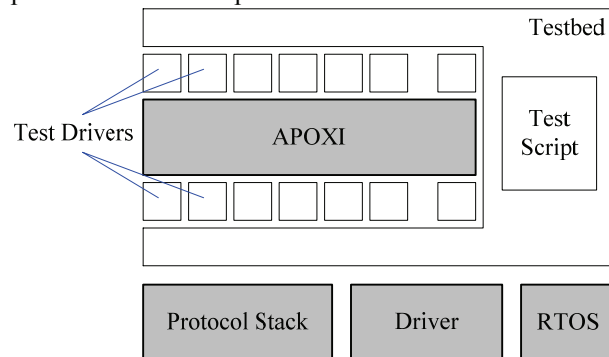 Testbed
Test Drivers
APOXI
Test
Script
Protocol Stack
Driver
RTOS